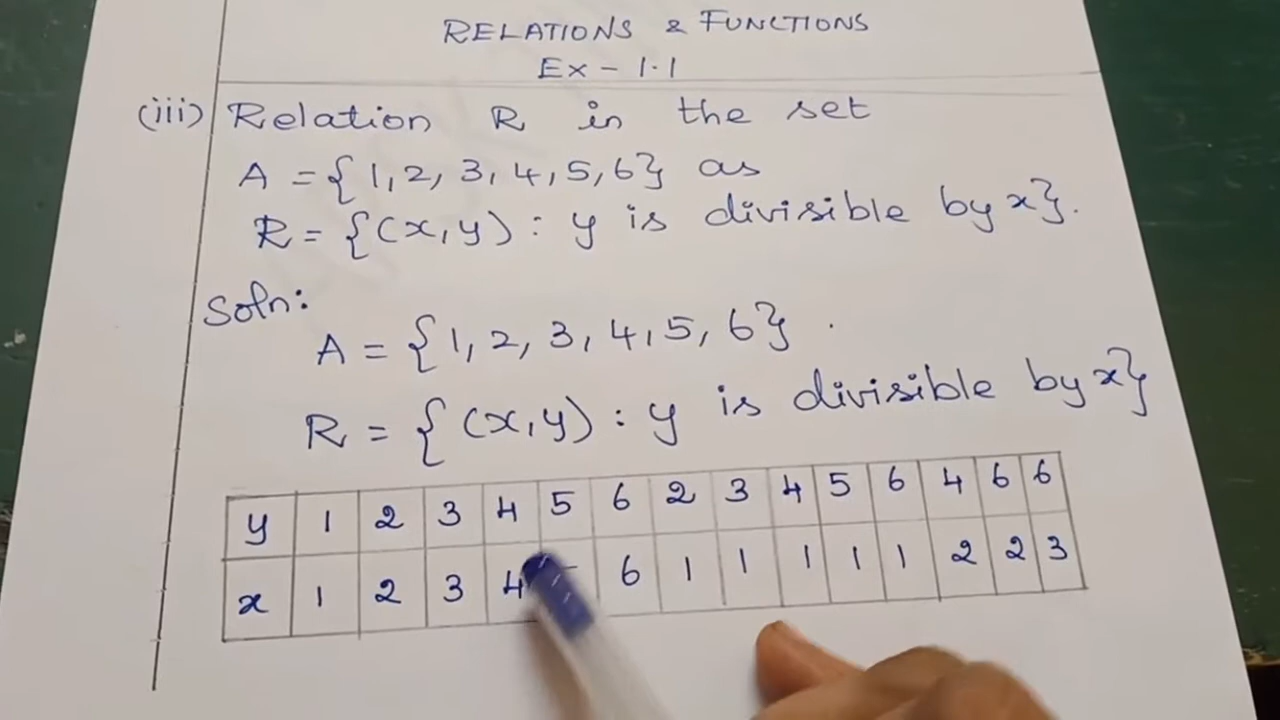 RELATIONS & FUNCTIONS
Ex - 1.1
(iii) Relation R in the set
A = {1, 2, 3, 4, 5, 6} as
R = {(x, y) : y is divisible by x}.
Soln:
A = {1, 2, 3, 4, 5, 6} .
R = {(x, y) : y is divisible by x}
y 1 2 3 4 5 6 2 3 4 5 6 4 6 6
x 1 2 3 4 6 1 1 1 1 1 2 2 3